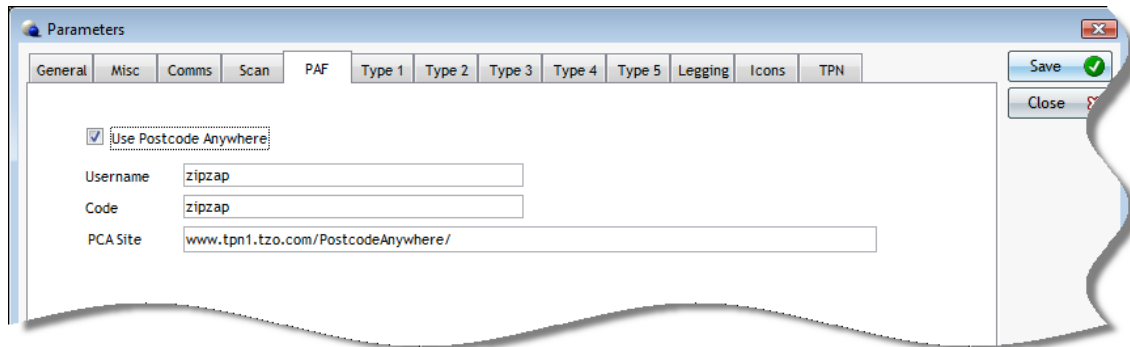 Parameters
General Misc Comms Scan PAF Type 1 Type 2 Type 3 Type 4 Type 5 Legging Icons TPN
Save
Close
Use Postcode Anywhere
Username zipzap
Code zipzap
PCA Site www.tpn1.tzo.com/PostcodeAnywhere/